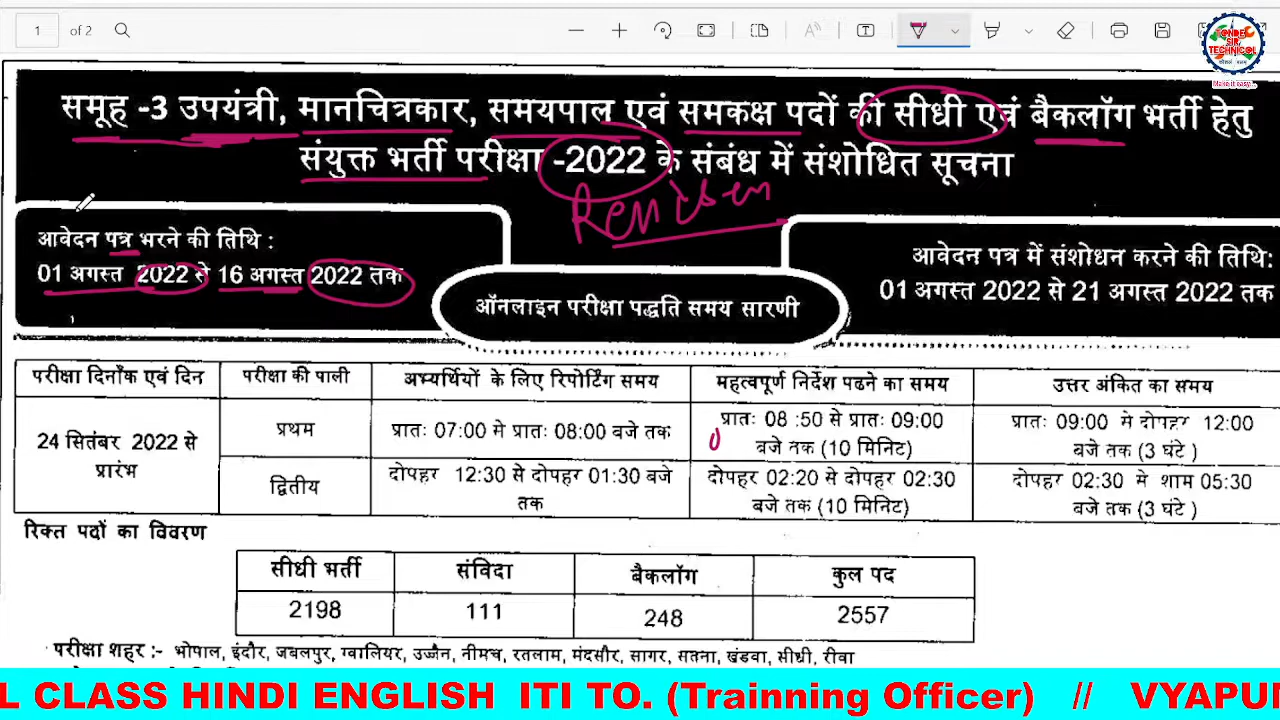 1 of 2
ONDE SIR TECHNICOL
Make it easy...
समूह -3 उपयंत्री, मानचित्रकार, समयपाल एवं समकक्ष पदों की सीधी एवं बैकलॉग भर्ती हेतु
संयुक्त भर्ती परीक्षा -2022 के संबंध में संशोधित सूचना
आवेदन पत्र भरने की तिथि :
01 अगस्त 2022 से 16 अगस्त 2022 तक
ऑनलाइन परीक्षा पद्धति समय सारणी
आवेदन पत्र में संशोधन करने की तिथि:
01 अगस्त 2022 से 21 अगस्त 2022 तक
परीक्षा दिनाँक एवं दिन परीक्षा की पाली अभ्यर्थियों के लिए रिपोर्टिंग समय महत्वपूर्ण निर्देश पढने का समय उत्तर अंकित का समय
24 सितंबर 2022 से प्रारंभ
प्रथम
प्रातः 07:00 मे प्रातः 08:00 बजे तक
प्रातः 08 :50 से प्रातः 09:00
बजे तक (10 मिनिट)
प्रातः 09:00 मे दोपहर 12:00
बजे तक (3 घंटे )
द्वितीय
दोपहर 12:30 से दोपहर 01:30 बजे
तक
दोपहर 02:20 से दोपहर 02:30
बजे तक (10 मिनिट)
दोपहर 02:30 मे शाम 05:30
बजे तक (3 घंटे )
रिक्त पदों का विवरण
सीधी भर्ती संविदा बैकलॉग कुल पद
2198 111 248 2557
परीक्षा शहर :- भोपाल, इंदौर, जबलपुर, ग्वालियर, उज्जैन, नीमच, रतलाम, मंदसौर, सागर, सतना, खंडवा, सीधी, रीवा
L CLASS HINDI ENGLISH ITI TO. (Trainning Officer) // VYAPU